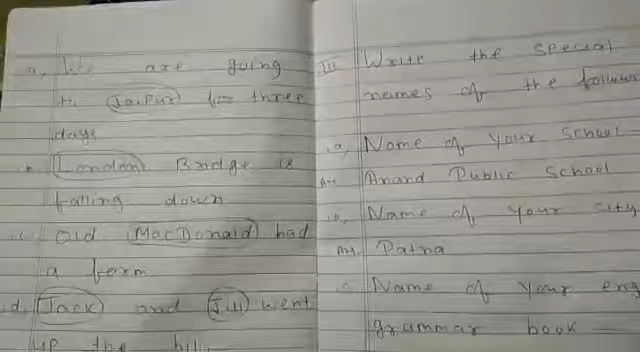 a, We are going
to Jaipur for three
days
b. London Bridge is
falling down
c. Old MacDonald had
a farm
d. Jack and Jill went
up the hill
III Write the special
names of the
a, Name of your school
Ans. Anand Public School
b, Name of your city
Ans. Patna
c. Name of your eng
grammar book